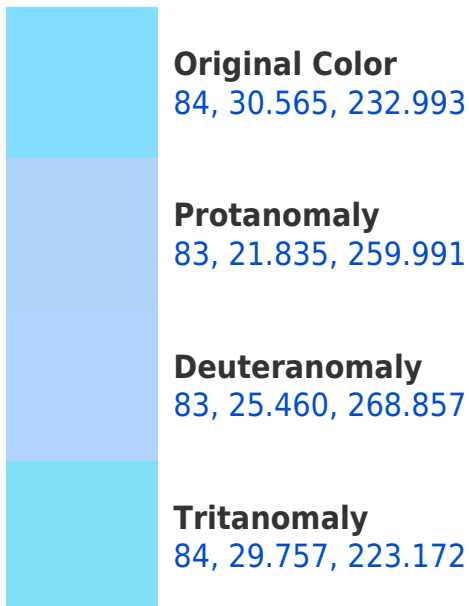 Original Color
84, 30.565, 232.993
Protanomaly
83, 21.835, 259.991
Deuteranomaly
83, 25.460, 268.857
Tritanomaly
84, 29.757, 223.172